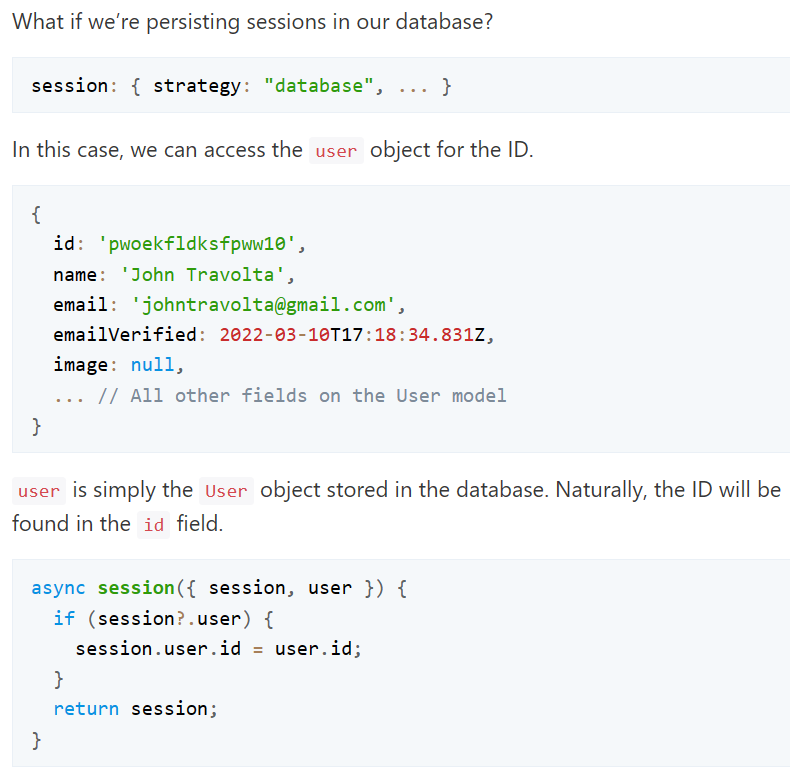 What if we’re persisting sessions in our database?
session: { strategy: "database", ... }
In this case, we can access the user object for the ID.
{
  id: 'pwoekfldksfpww10',
  name: 'John Travolta',
  email: 'johntravolta@gmail.com',
  emailVerified: 2022-03-10T17:18:34.831Z,
  image: null,
  ... // All other fields on the User model
}
user is simply the User object stored in the database. Naturally, the ID will be
found in the id field.
async session({ session, user }) {
  if (session?.user) {
    session.user.id = user.id;
  }
  return session;
}